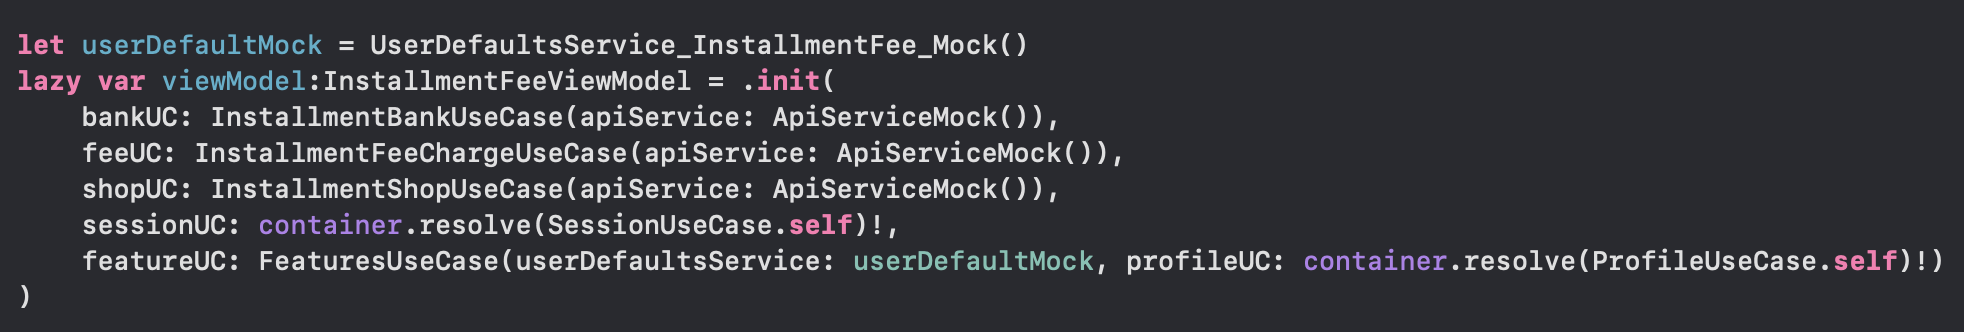 let userDefaultMock = UserDefaultsService_InstallmentFee_Mock()
lazy var viewModel:InstallmentFeeViewModel = .init(
    bankUC: InstallmentBankUseCase(apiService: ApiServiceMock()),
    feeUC: InstallmentFeeChargeUseCase(apiService: ApiServiceMock()),
    shopUC: InstallmentShopUseCase(apiService: ApiServiceMock()),
    sessionUC: container.resolve(SessionUseCase.self)!,
    featureUC: FeaturesUseCase(userDefaultsService: userDefaultMock, profileUC: container.resolve(ProfileUseCase.self)!)
)